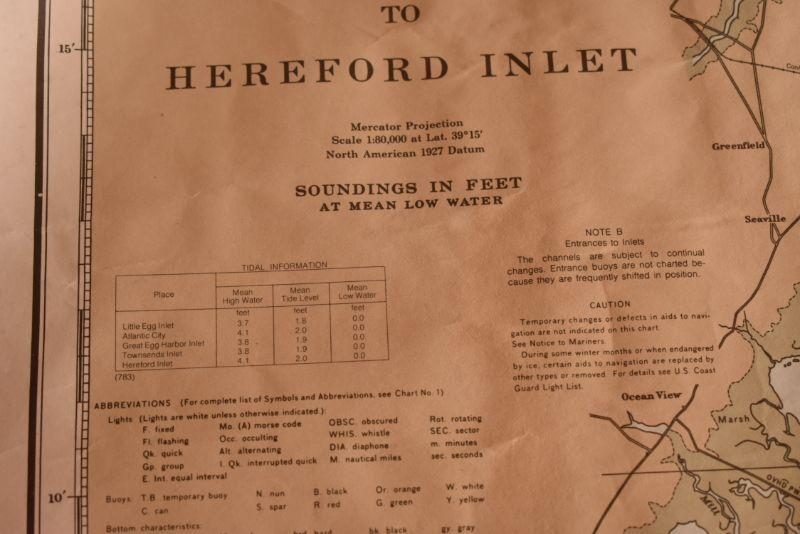 TO
15'
HEREFORD INLET
Mercator Projection
Scale 1:80,000 at Lat. 39°15'
North American 1927 Datum
SOUNDINGS IN FEET
AT MEAN LOW WATER
Greenfield
Seaville
NOTE B
Entrances to Inlets
The channels are subject to continual
changes. Entrance buoys are not charted be-
cause they are frequently shifted in position.
CAUTION
Temporary changes or defects in aids to navi-
gation are not indicated on this chart.
See Notice to Mariners.
During some winter months or when endangered
by ice, certain aids to navigation are replaced by
other types or removed. For details see U.S. Coast
Guard Light List.
TIDAL INFORMATION
Place Mean High Water Mean Tide Level Mean Low Water
feet feet feet
Little Egg Inlet 3.7 1.8 0.0
Atlantic City 4.1 2.0 0.0
Great Egg Harbor Inlet 3.8 1.9 0.0
Townsends Inlet 3.8 1.9 0.0
Hereford Inlet 4.1 2.0 0.0
(783)
Ocean View
Marsh
MILL
ABBREVIATIONS (For complete list of Symbols and Abbreviations, see Chart No. 1)
Lights (Lights are white unless otherwise indicated.):
F. fixed Mo. (A) morse code OBSC. obscured Rot. rotating
Fl. flashing Occ. occulting WHIS. whistle SEC. sector
Qk. quick Alt. alternating DIA. diaphone m. minutes
Gp. group I. Qk. interrupted quick M. nautical miles sec. seconds
E. Int. equal interval
10'
Buoys: T.B. temporary buoy N. nun B. black Or. orange W. white
C. can S. spar R. red G. green Y. yellow
Bottom characteristics:
bk. black gy. gray